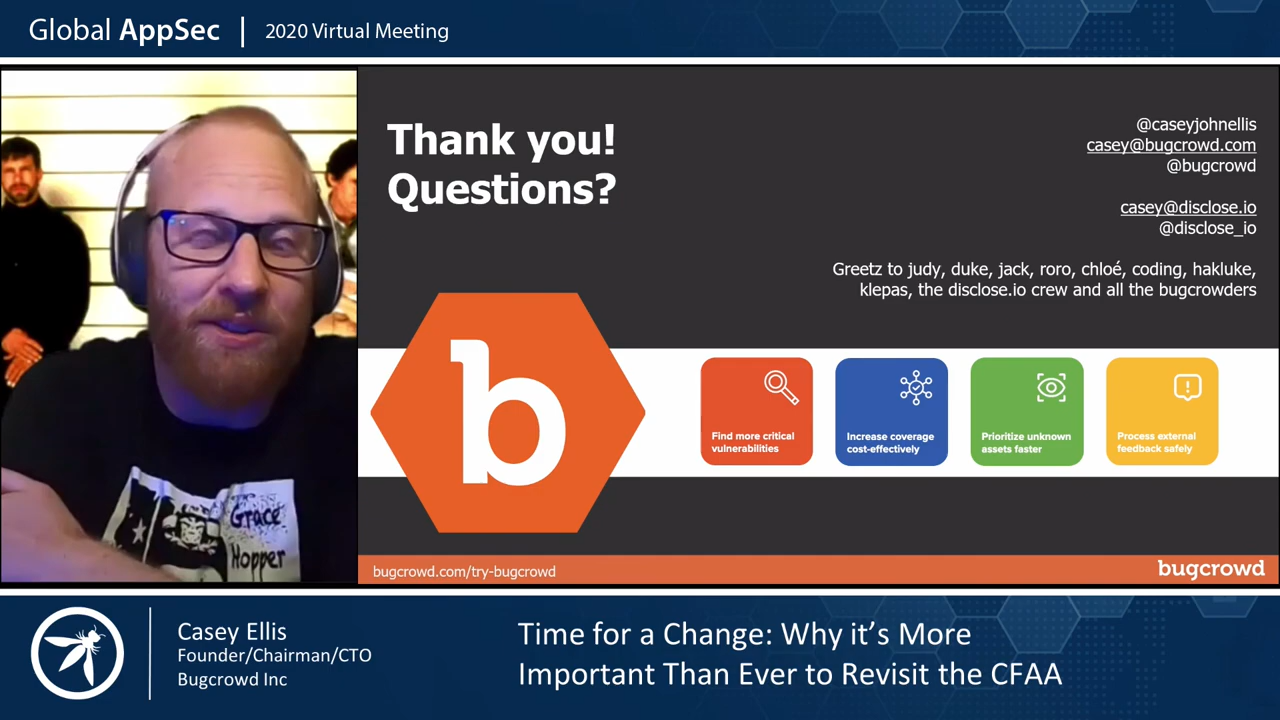 Global AppSec | 2020 Virtual Meeting
Thank you!
Questions?
@caseyjohnellis
casey@bugcrowd.com
@bugcrowd
casey@disclose.io
@disclose_io
Greetz to judy, duke, jack, roro, chloé, coding, hakluke,
klepas, the disclose.io crew and all the bugcrowders
b
Find more critical
vulnerabilities
Increase coverage
cost-effectively
Prioritize unknown
assets faster
Process external
feedback safely
Grace
Hopper
bugcrowd.com/try-bugcrowd
bugcrowd
Casey Ellis
Founder/Chairman/CTO
Bugcrowd Inc
Time for a Change: Why it’s More
Important Than Ever to Revisit the CFAA